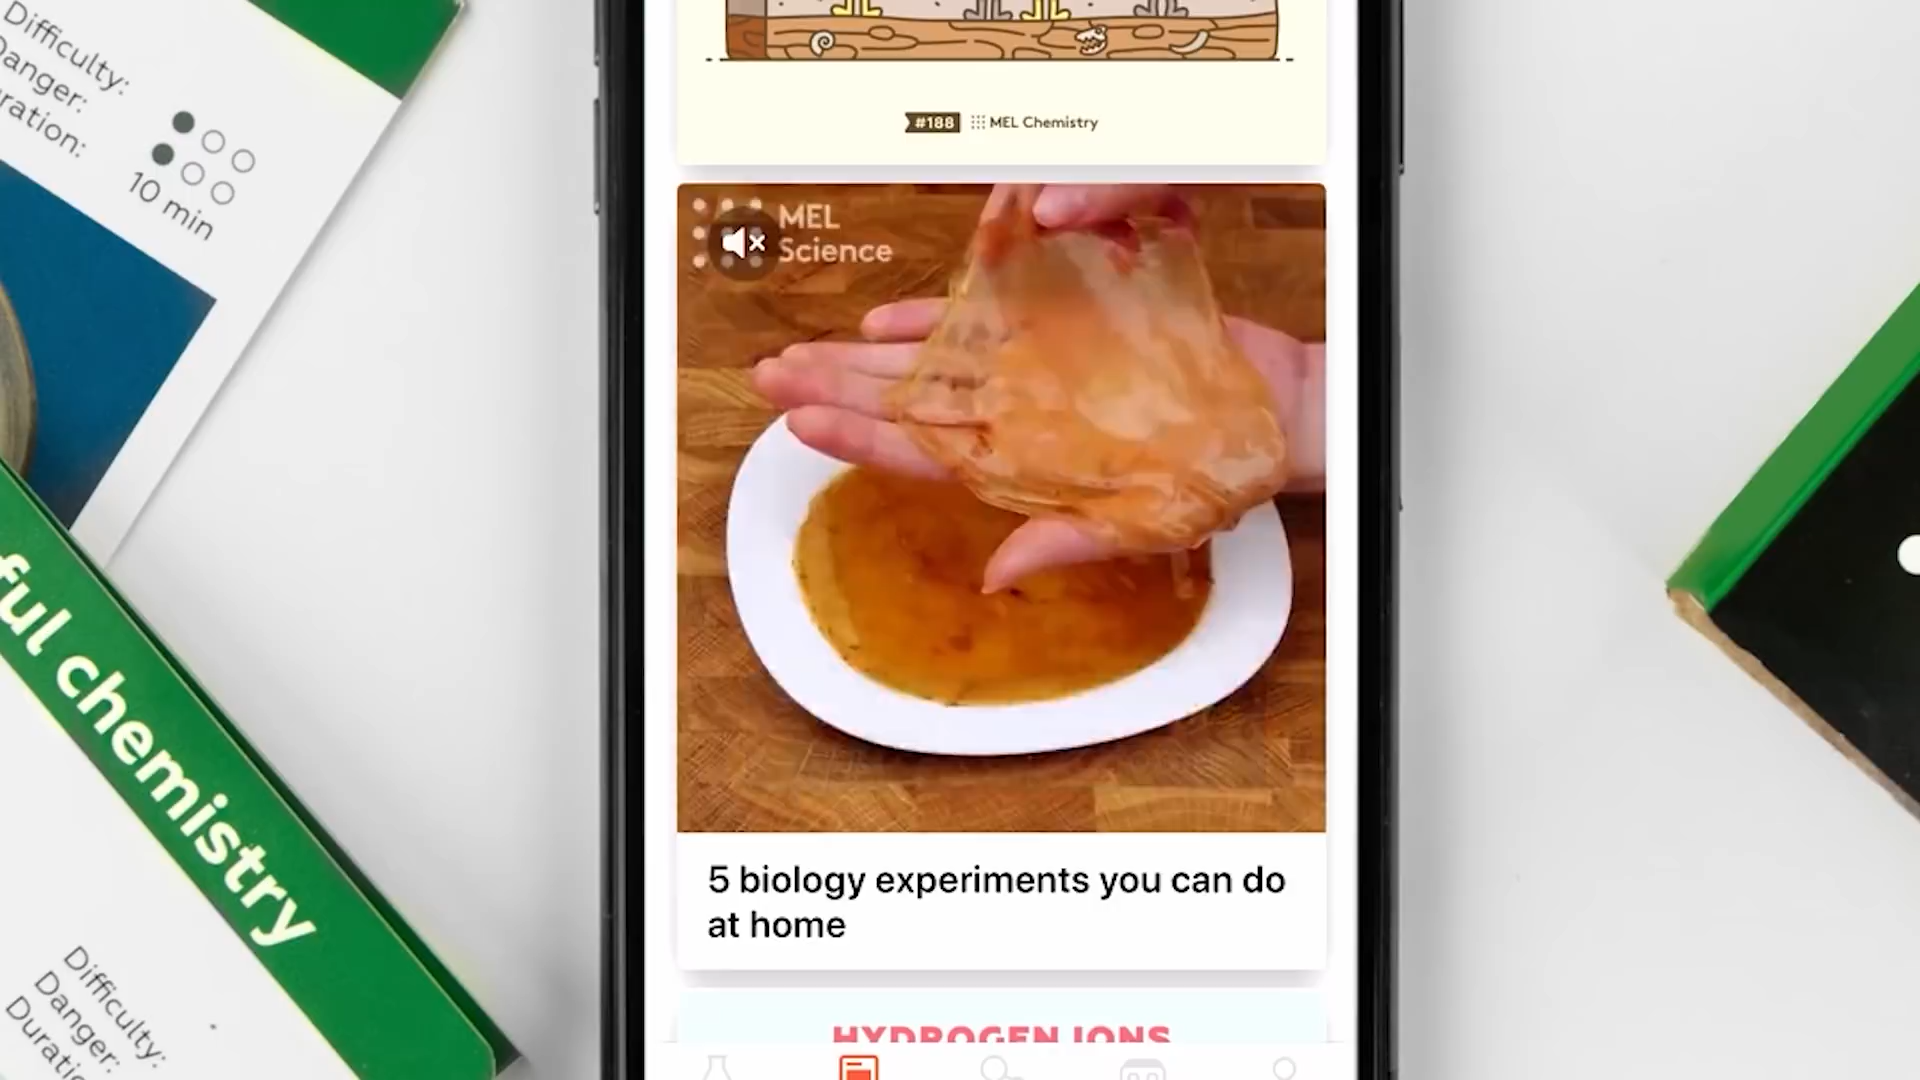 Difficulty:
Danger:
ration:
10 min
ful chemistry
Difficulty:
Danger:
#188 MEL Chemistry
MEL
Science
5 biology experiments you can do
at home
HYDROGEN IONS